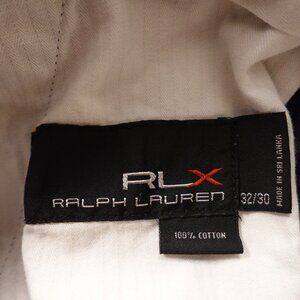 RLX
RALPH LAUREN
32/30
MADE IN SRI LANKA
100% COTTON